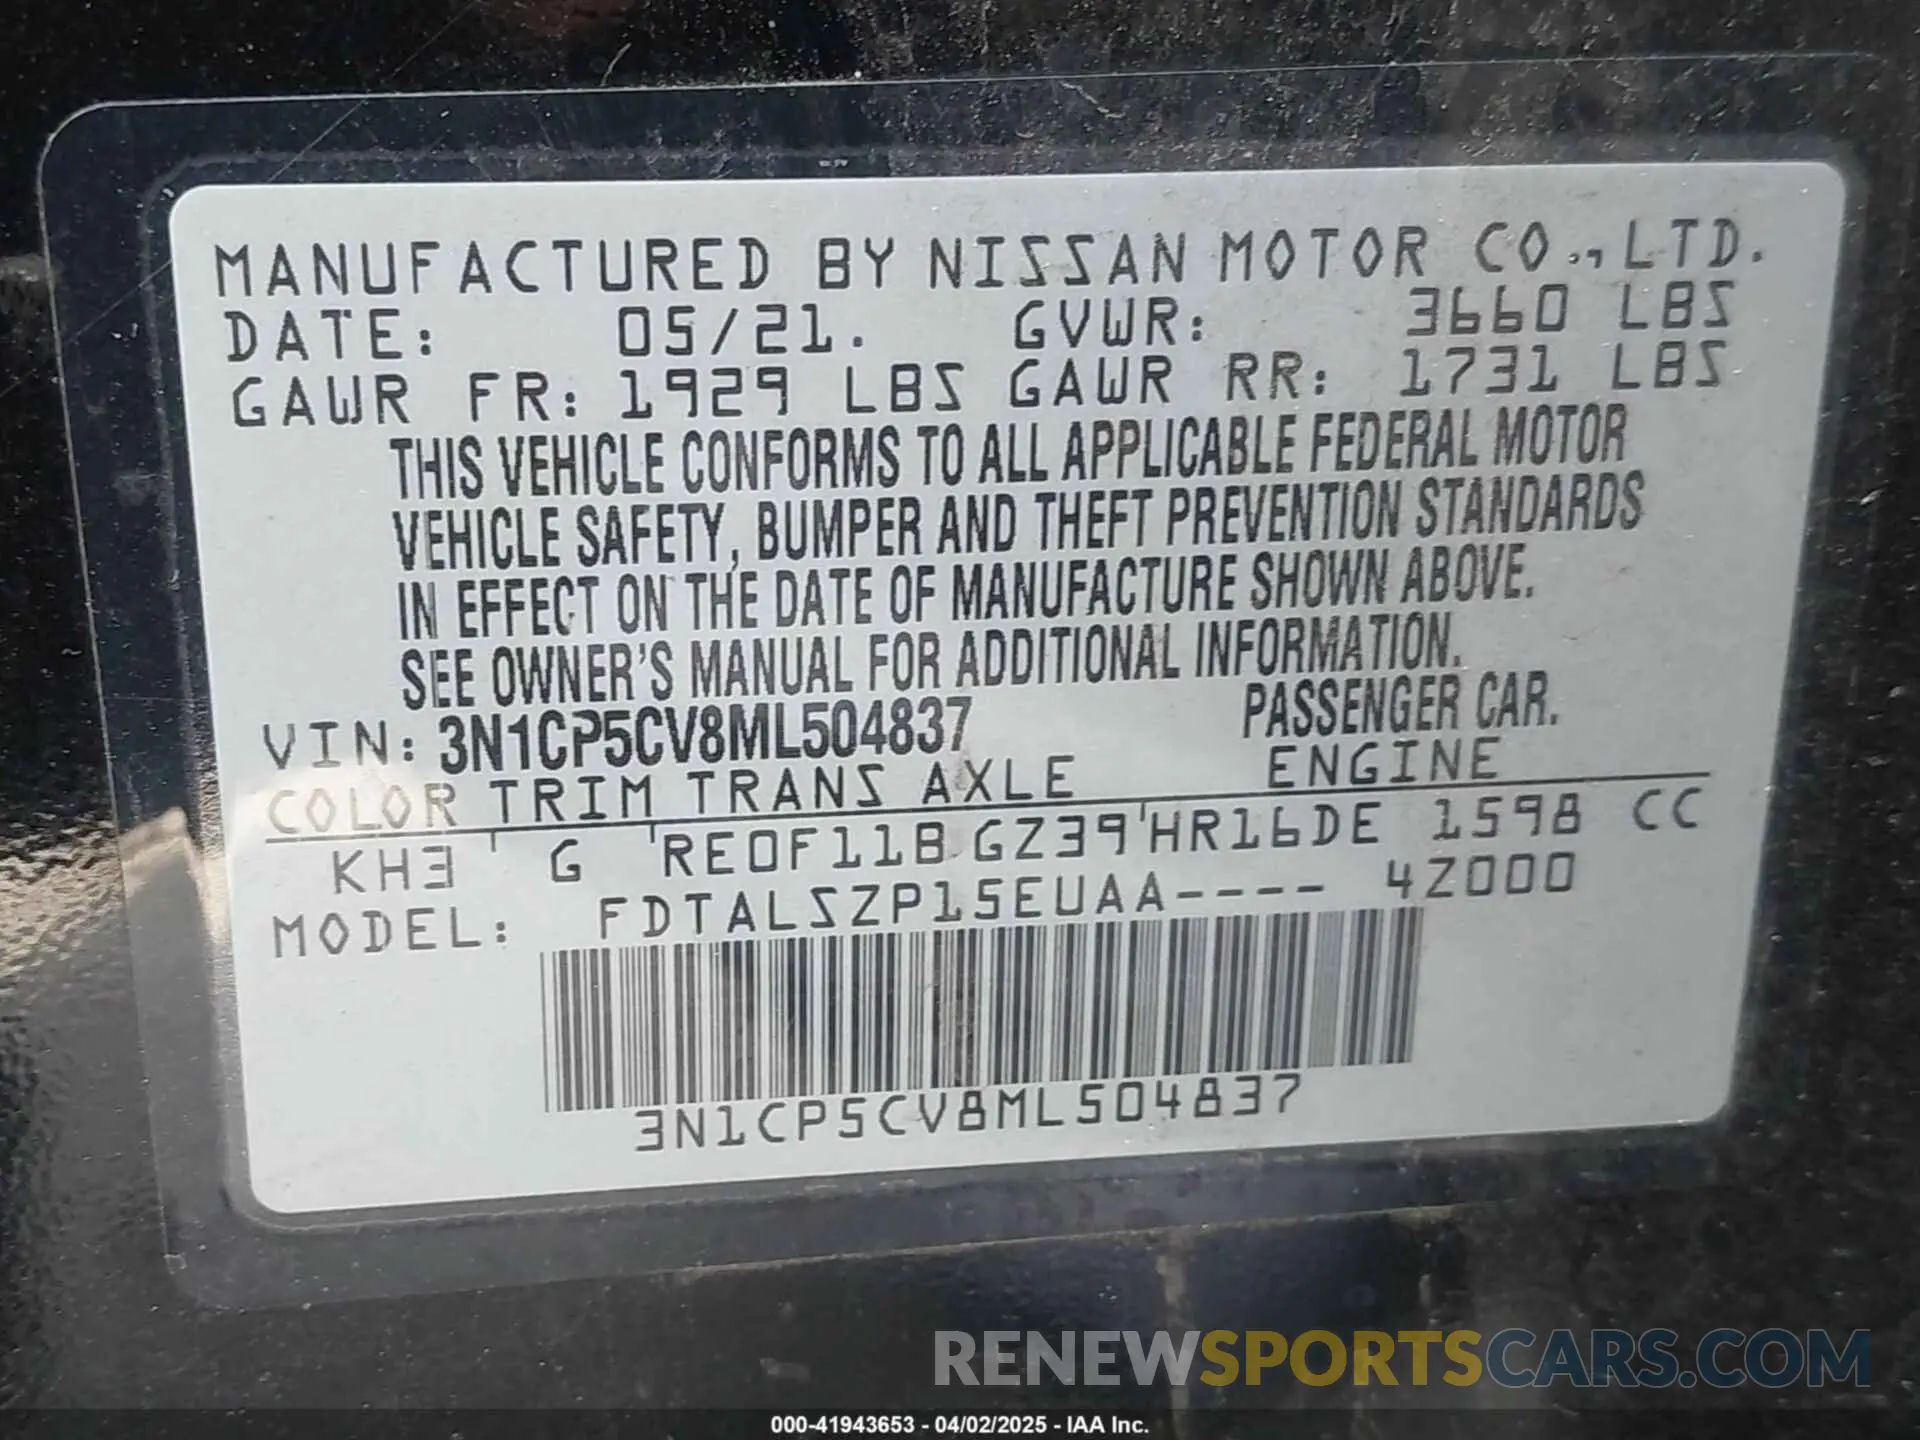 MANUFACTURED BY NISSAN MOTOR CO., LTD.
DATE: 05/21. GVWR: 3660 LBS
GAWR FR: 1929 LBS GAWR RR: 1731 LBS
THIS VEHICLE CONFORMS TO ALL APPLICABLE FEDERAL MOTOR
VEHICLE SAFETY, BUMPER AND THEFT PREVENTION STANDARDS
IN EFFECT ON THE DATE OF MANUFACTURE SHOWN ABOVE.
SEE OWNER'S MANUAL FOR ADDITIONAL INFORMATION.
VIN: 3N1CP5CV8ML504837 PASSENGER CAR.
COLOR TRIM TRANS AXLE ENGINE
KH3 G RE0F11B GZ39 HR16DE 1598 CC
MODEL: FDTALSZP15EUAA---- 4Z000
3N1CP5CV8ML504837
RENEWSPORTSCARS.COM
000-41943653 - 04/02/2025 - IAA Inc.